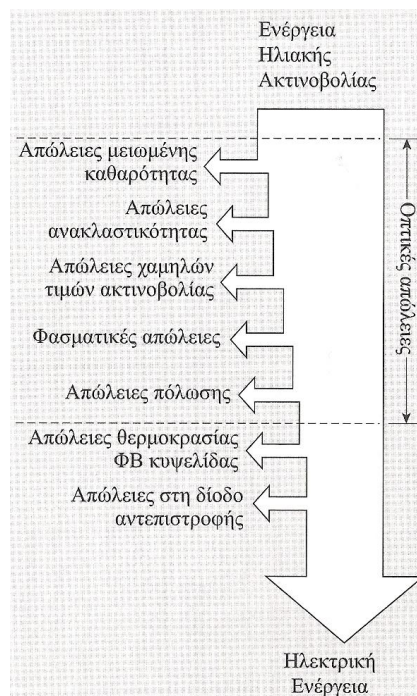 Ενέργεια
Ηλιακής
Ακτινοβολίας
Απώλειες μειωμένης
καθαρότητας
Απώλειες
ανακλαστικότητας
Απώλειες χαμηλών
τιμών ακτινοβολίας
Φασματικές απώλειες
Απώλειες πόλωσης
Οπτικές απώλειες
Απώλειες θερμοκρασίας
ΦΒ κυψελίδας
Απώλειες στη δίοδο
αντεπιστροφής
Ηλεκτρική
Ενέργεια